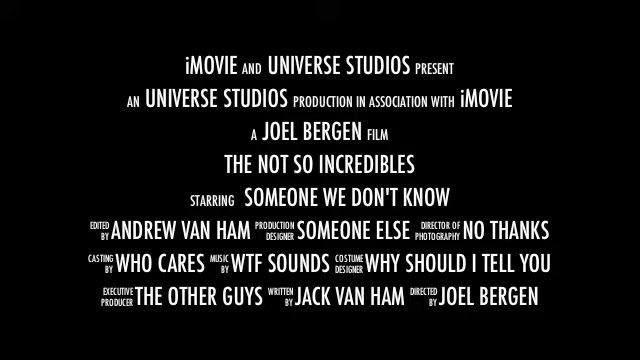 iMOVIE AND UNIVERSE STUDIOS PRESENT
AN UNIVERSE STUDIOS PRODUCTION IN ASSOCIATION WITH iMOVIE
A JOEL BERGEN FILM
THE NOT SO INCREDIBLES
STARRING SOMEONE WE DON'T KNOW
EDITED BY ANDREW VAN HAM PRODUCTION DESIGNER SOMEONE ELSE DIRECTOR OF PHOTOGRAPHY NO THANKS
CASTING BY WHO CARES MUSIC BY WTF SOUNDS COSTUME DESIGNER WHY SHOULD I TELL YOU
EXECUTIVE PRODUCER THE OTHER GUYS WRITTEN BY JACK VAN HAM DIRECTED BY JOEL BERGEN